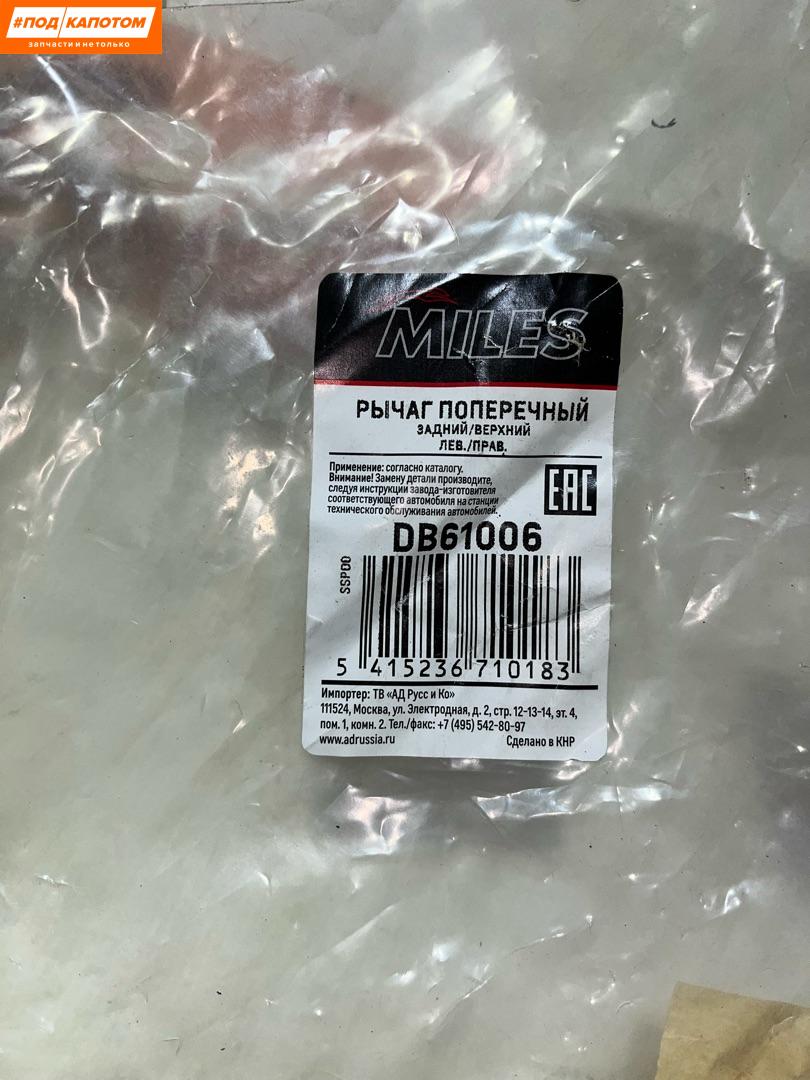 #ПОД КАПОТОМ
запчасти и не только
MILES
РЫЧАГ ПОПЕРЕЧНЫЙ
ЗАДНИЙ/ВЕРХНИЙ
ЛЕВ./ПРАВ.
Применение: согласно каталогу.
Внимание! Замену детали производите,
следуя инструкции завода-изготовителя
соответствующего автомобиля на станции
технического обслуживания автомобилей.
EAC
DB61006
SSP00
5 415236 710183
Импортер: ТВ «АД Русс и Ко»
111524, Москва, ул. Электродная, д. 2, стр. 12-13-14, эт. 4,
пом. 1, комн. 2. Тел./факс: +7 (495) 542-80-97
www.adrussia.ru Сделано в КНР